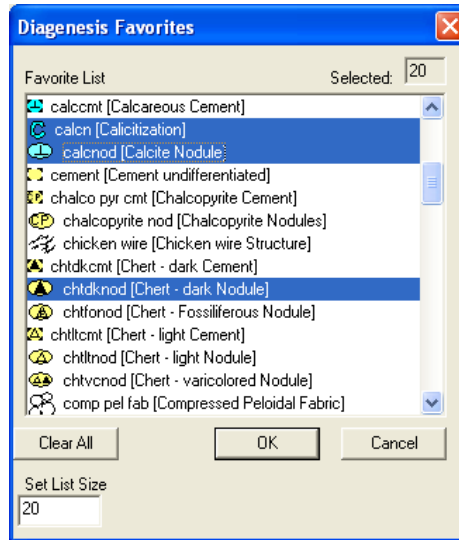 Diagenesis Favorites
Favorite List Selected: 20
calccmt [Calcareous Cement]
C calcn [Calicitization]
calcnod [Calcite Nodule
cement [Cement undifferentiated]
chalco pyr cmt [Chalcopyrite Cement]
CP chalcopyrite nod [Chalcopyrite Nodules]
chicken wire [Chicken wire Structure]
chtdkcmt [Chert - dark Cement]
chtdknod [Chert - dark Nodule]
chtfonod [Chert - Fossiliferous Nodule]
chtltcmt [Chert - light Cement]
chtltnod [Chert - light Nodule]
chtvcnod [Chert - varicolored Nodule]
comp pel fab [Compressed Peloidal Fabric]
Clear All OK Cancel
Set List Size
20